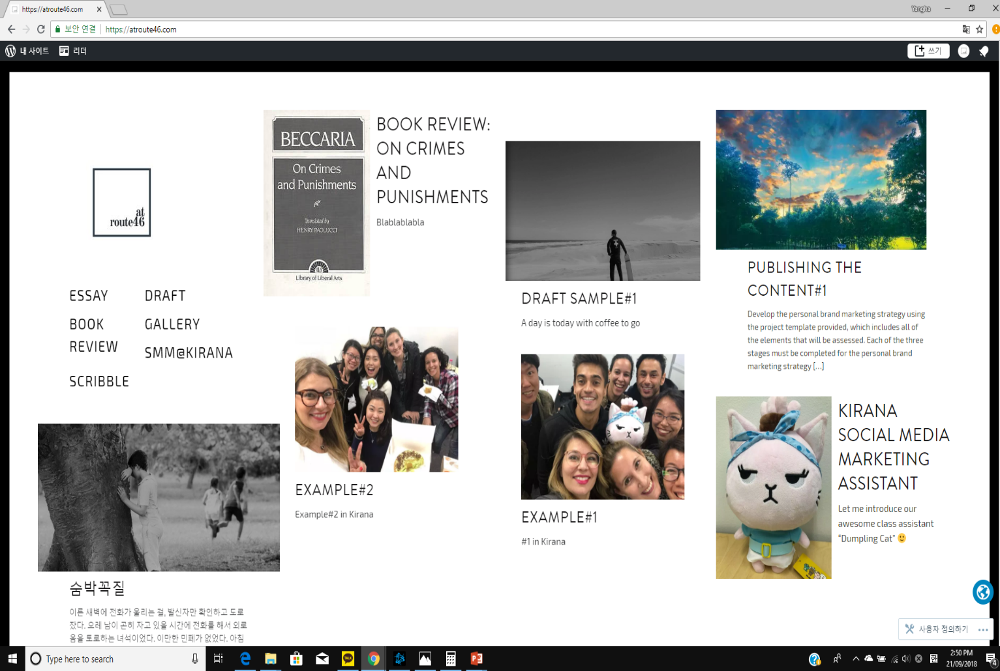 https://atroute46.com
Yangha
보안 연결 https://atroute46.com
내 사이트 리더 쓰기
at
route46
ESSAY
BOOK
REVIEW
SCRIBBLE
DRAFT
GALLERY
SMM@KIRANA
숨박꼭질
이른 새벽에 전화가 울리는 걸, 발신자만 확인하고 도로
잤다. 으레 남이 곤히 자고 있을 시간에 전화를 해서 외로
움을 토로하는 녀석이었다. 이만한 민폐가 없었다. 아침
BECCARIA
On Crimes
and Punishments
Translated by
HENRY PAOLUCCI
Library of Liberal Arts
BOOK REVIEW:
ON CRIMES
AND
PUNISHMENTS
Blablablabla
EXAMPLE#2
Example#2 in Kirana
DRAFT SAMPLE#1
A day is today with coffee to go
EXAMPLE#1
#1 in Kirana
PUBLISHING THE
CONTENT#1
Develop the personal brand marketing strategy using
the project template provided, which includes all of
the elements that will be assessed. Each of the three
stages must be completed for the personal brand
marketing strategy […]
KIRANA
SOCIAL MEDIA
MARKETING
ASSISTANT
Let me introduce our
awesome class assistant
“Dumpling Cat”
사용자 정의하기
Type here to search
TALK
2:50 PM
21/09/2018
4